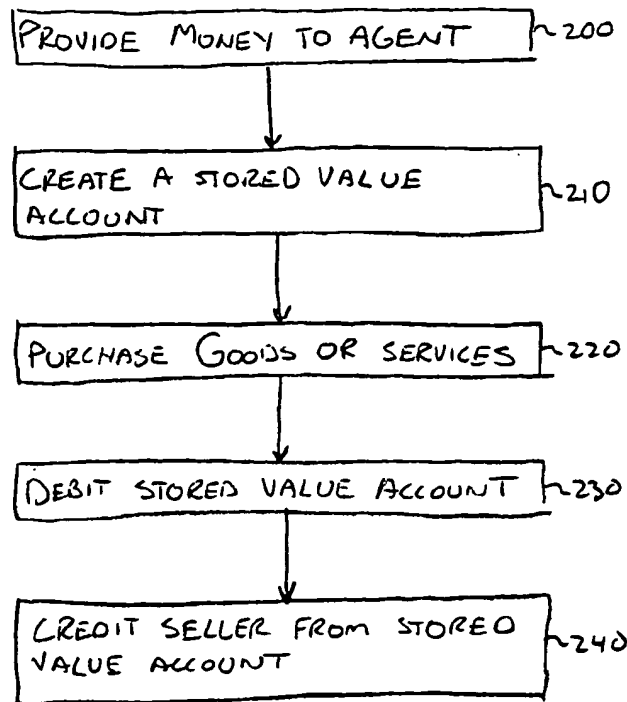 PROVIDE MONEY TO AGENT 200
CREATE A STORED VALUE 210
ACCOUNT
PURCHASE GOODS OR SERVICES 220
DEBIT STORED VALUE ACCOUNT 230
CREDIT SELLER FROM STORED 240
VALUE ACCOUNT